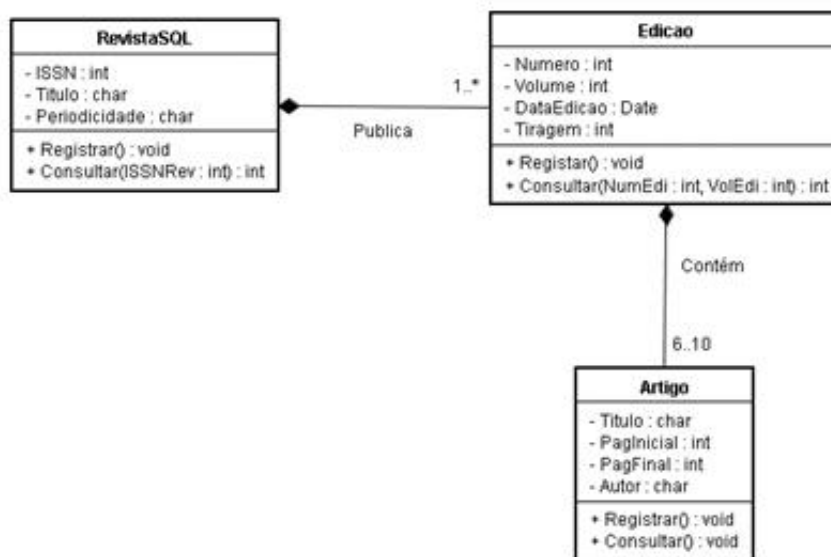 RevistaSQL
- ISSN : int
- Titulo : char
- Periodicidade : char
+ Registrar() : void
+ Consultar(ISSNRev : int) : int
1..*
Publica
Edicao
- Numero : int
- Volume : int
- DataEdicao : Date
- Tiragem : int
+ Registar() : void
+ Consultar(NumEdi : int, VolEdi : int) : int
Contém
6..10
Artigo
- Titulo : char
- PagInicial : int
- PagFinal : int
- Autor : char
+ Registrar() : void
+ Consultar() : void